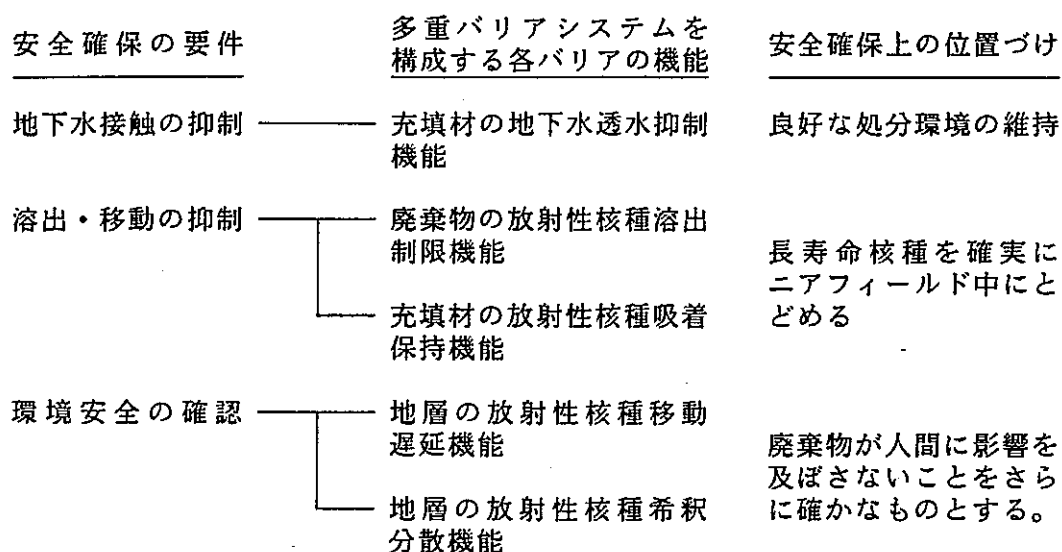 安全確保の要件
多重バリアシステムを
構成する各バリアの機能
安全確保上の位置づけ
地下水接触の抑制
充填材の地下水透水抑制
機能
良好な処分環境の維持
溶出・移動の抑制
廃棄物の放射性核種溶出
制限機能
充填材の放射性核種吸着
保持機能
長寿命核種を確実に
ニアフィールド中にと
どめる
環境安全の確認
地層の放射性核種移動
遅延機能
地層の放射性核種希釈
分散機能
廃棄物が人間に影響を
及ぼさないことをさら
に確かなものとする。